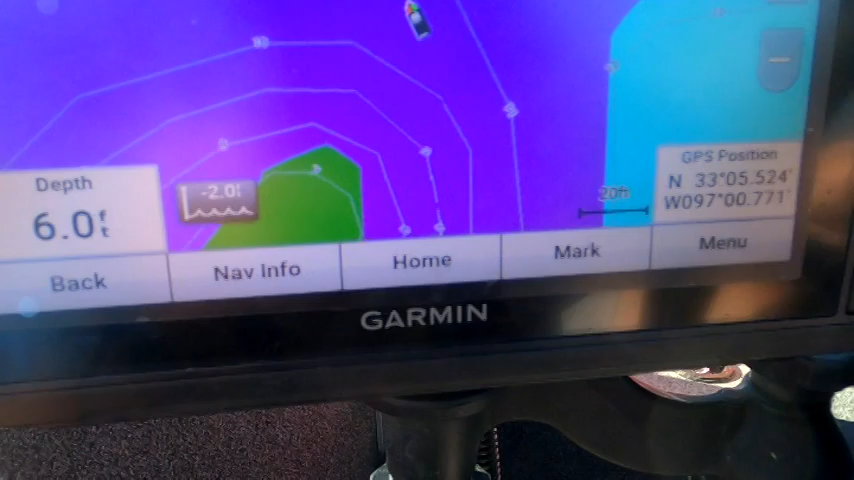 20ft
GPS Position
N 33°05.524'
W097°00.771'
Depth
6.0ft
-2.0ft
Back
Nav Info
Home
Mark
Menu
GARMIN